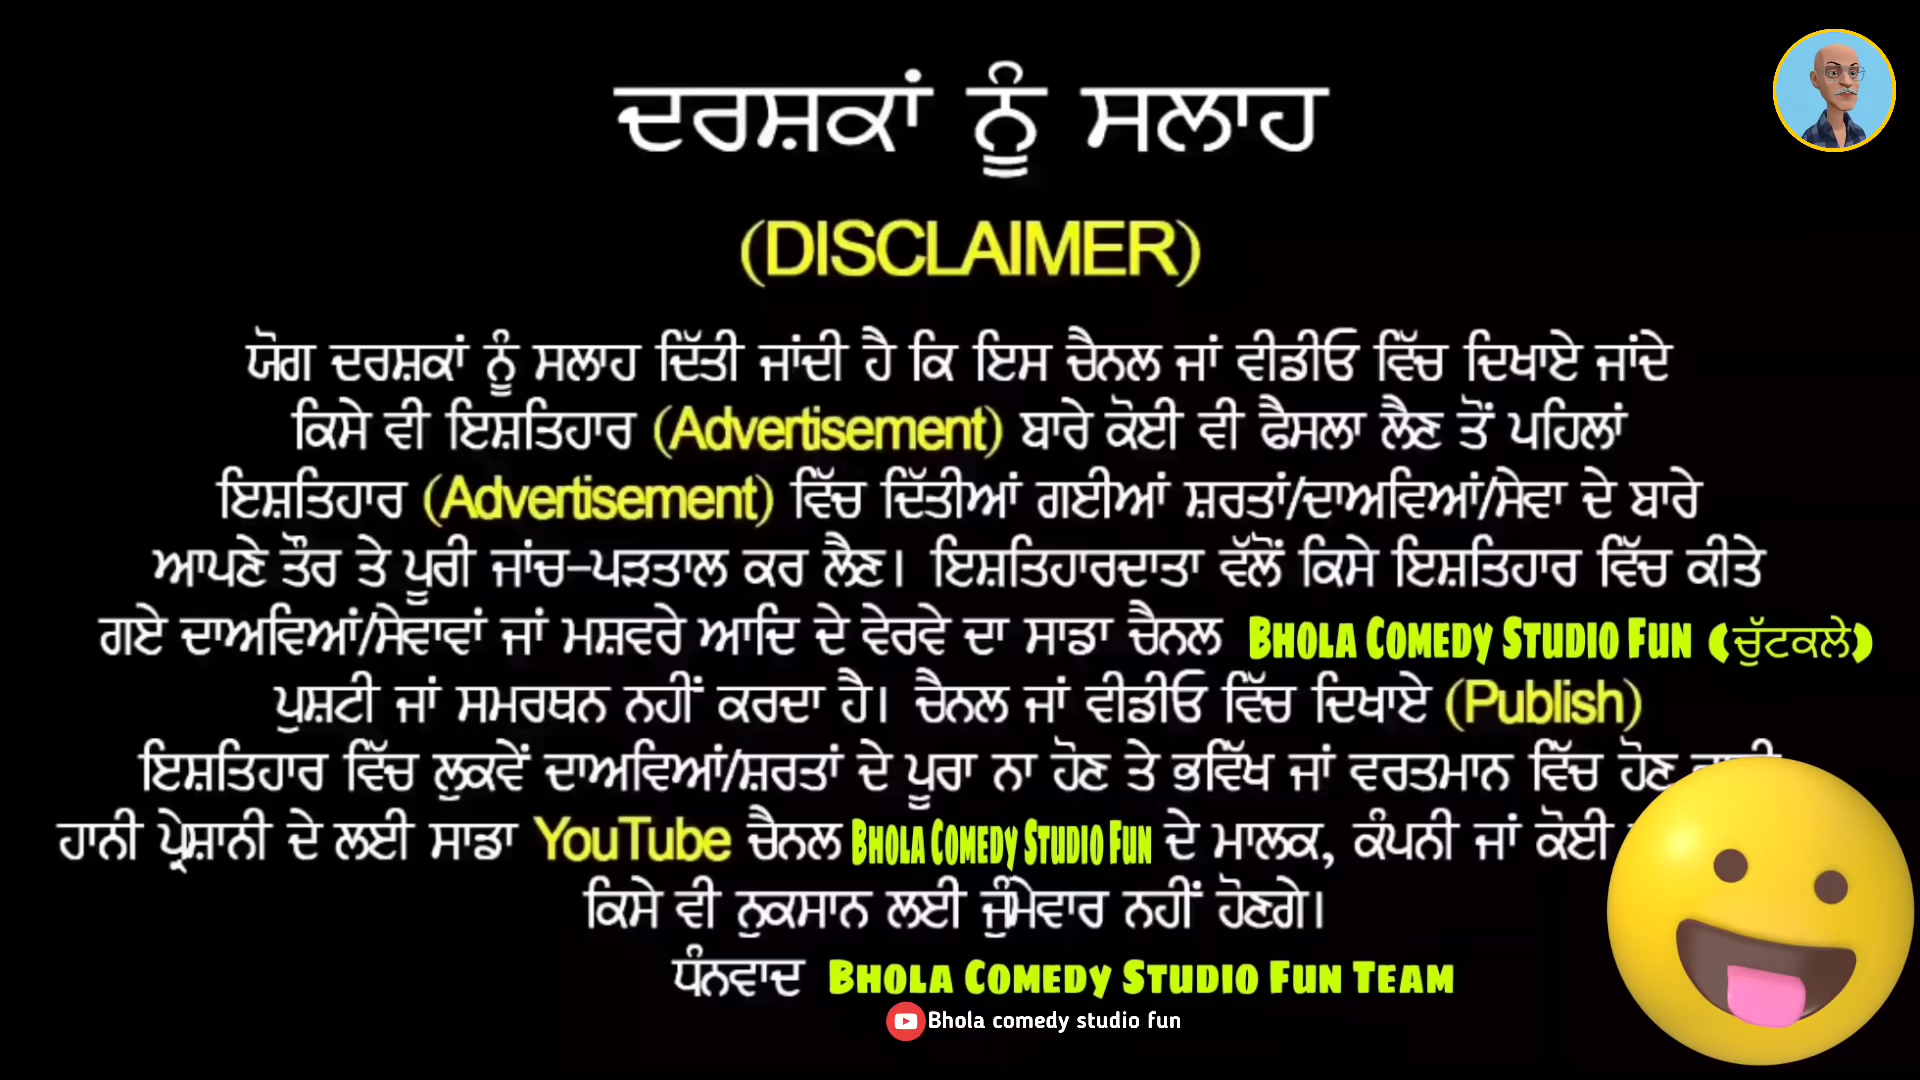 ਦਰਸ਼ਕਾਂ ਨੂੰ ਸਲਾਹ
(DISCLAIMER)
ਯੋਗ ਦਰਸ਼ਕਾਂ ਨੂੰ ਸਲਾਹ ਦਿੱਤੀ ਜਾਂਦੀ ਹੈ ਕਿ ਇਸ ਚੈਨਲ ਜਾਂ ਵੀਡੀਓ ਵਿੱਚ ਦਿਖਾਏ ਜਾਂਦੇ
ਕਿਸੇ ਵੀ ਇਸ਼ਤਿਹਾਰ (Advertisement) ਬਾਰੇ ਕੋਈ ਵੀ ਫੈਸਲਾ ਲੈਣ ਤੋਂ ਪਹਿਲਾਂ
ਇਸ਼ਤਿਹਾਰ (Advertisement) ਵਿੱਚ ਦਿੱਤੀਆਂ ਗਈਆਂ ਸ਼ਰਤਾਂ/ਦਾਅਵਿਆਂ/ਸੇਵਾ ਦੇ ਬਾਰੇ
ਆਪਣੇ ਤੌਰ ਤੇ ਪੂਰੀ ਜਾਂਚ-ਪੜਤਾਲ ਕਰ ਲੈਣ। ਇਸ਼ਤਿਹਾਰਦਾਤਾ ਵੱਲੋਂ ਕਿਸੇ ਇਸ਼ਤਿਹਾਰ ਵਿੱਚ ਕੀਤੇ
ਗਏ ਦਾਅਵਿਆਂ/ਸੇਵਾਵਾਂ ਜਾਂ ਮਸ਼ਵਰੇ ਆਦਿ ਦੇ ਵੇਰਵੇ ਦਾ ਸਾਡਾ ਚੈਨਲ Bhola Comedy Studio Fun (ਚੁੱਟਕਲੇ)
ਪੁਸ਼ਟੀ ਜਾਂ ਸਮਰਥਨ ਨਹੀਂ ਕਰਦਾ ਹੈ। ਚੈਨਲ ਜਾਂ ਵੀਡੀਓ ਵਿੱਚ ਦਿਖਾਏ (Publish)
ਇਸ਼ਤਿਹਾਰ ਵਿੱਚ ਲੁਕਵੇਂ ਦਾਅਵਿਆਂ/ਸ਼ਰਤਾਂ ਦੇ ਪੂਰਾ ਨਾ ਹੋਣ ਤੇ ਭਵਿੱਖ ਜਾਂ ਵਰਤਮਾਨ ਵਿੱਚ ਹੋਣ
ਹਾਨੀ ਪ੍ਰੇਸ਼ਾਨੀ ਦੇ ਲਈ ਸਾਡਾ YouTube ਚੈਨਲ Bhola Comedy Studio Fun ਦੇ ਮਾਲਕ, ਕੰਪਨੀ ਜਾਂ ਕੋਈ
ਕਿਸੇ ਵੀ ਨੁਕਸਾਨ ਲਈ ਜੁੰਮੇਵਾਰ ਨਹੀਂ ਹੋਣਗੇ।
ਧੰਨਵਾਦ Bhola Comedy Studio Fun Team
Bhola comedy studio fun